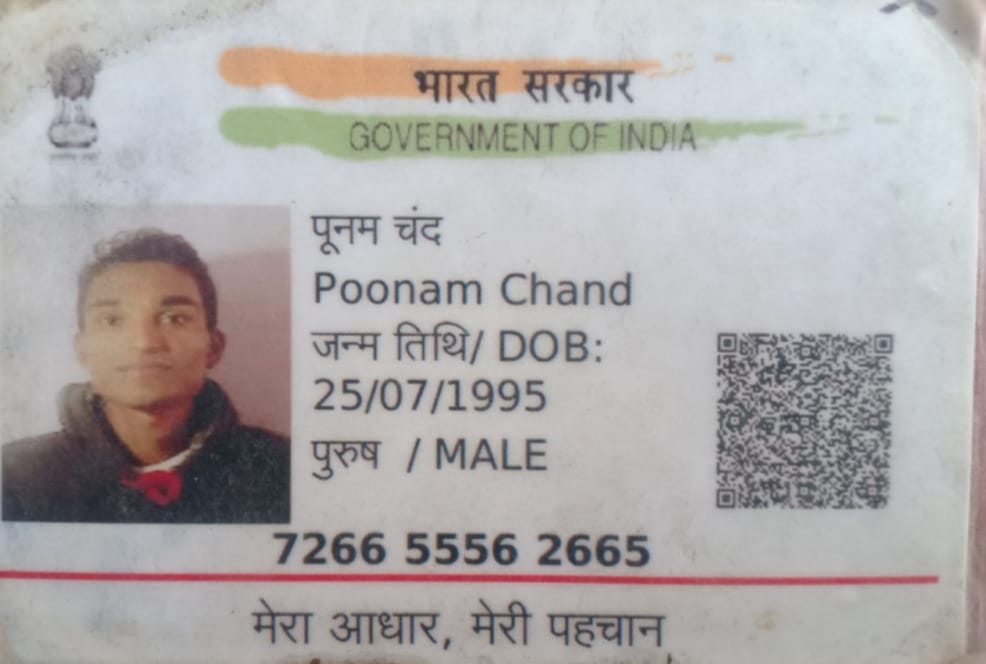 भारत सरकार
GOVERNMENT OF INDIA
पूनम चंद
Poonam Chand
जन्म तिथि/ DOB:
25/07/1995
पुरुष / MALE
7266 5556 2665
मेरा आधार, मेरी पहचान